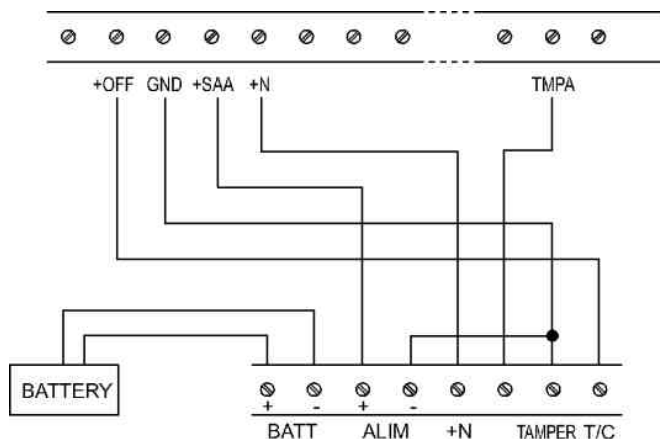 +OFF GND +SAA +N TMPA
BATTERY
+ - + -
BATT ALIM +N TAMPER T/C